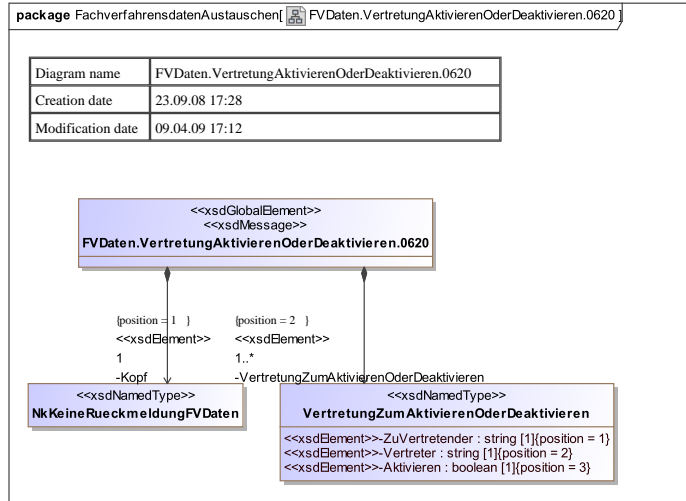 package FachverfahrensdatenAustauschen[ FVDaten.VertretungAktivierenOderDeaktivieren.0620 ]
Diagram name FVDaten.VertretungAktivierenOderDeaktivieren.0620
Creation date 23.09.08 17:28
Modification date 09.04.09 17:12
<<xsdGlobalElement>>
<<xsdMessage>>
FVDaten.VertretungAktivierenOderDeaktivieren.0620
{position = 1 } {position = 2 }
<<xsdElement>> <<xsdElement>>
1 1..*
-Kopf -VertretungZumAktivierenOderDeaktivieren
<<xsdNamedType>>
NkKeineRueckmeldungFVDaten
<<xsdNamedType>>
VertretungZumAktivierenOderDeaktivieren
<<xsdElement>>-ZuVertretender : string [1]{position = 1}
<<xsdElement>>-Vertreter : string [1]{position = 2}
<<xsdElement>>-Aktivieren : boolean [1]{position = 3}